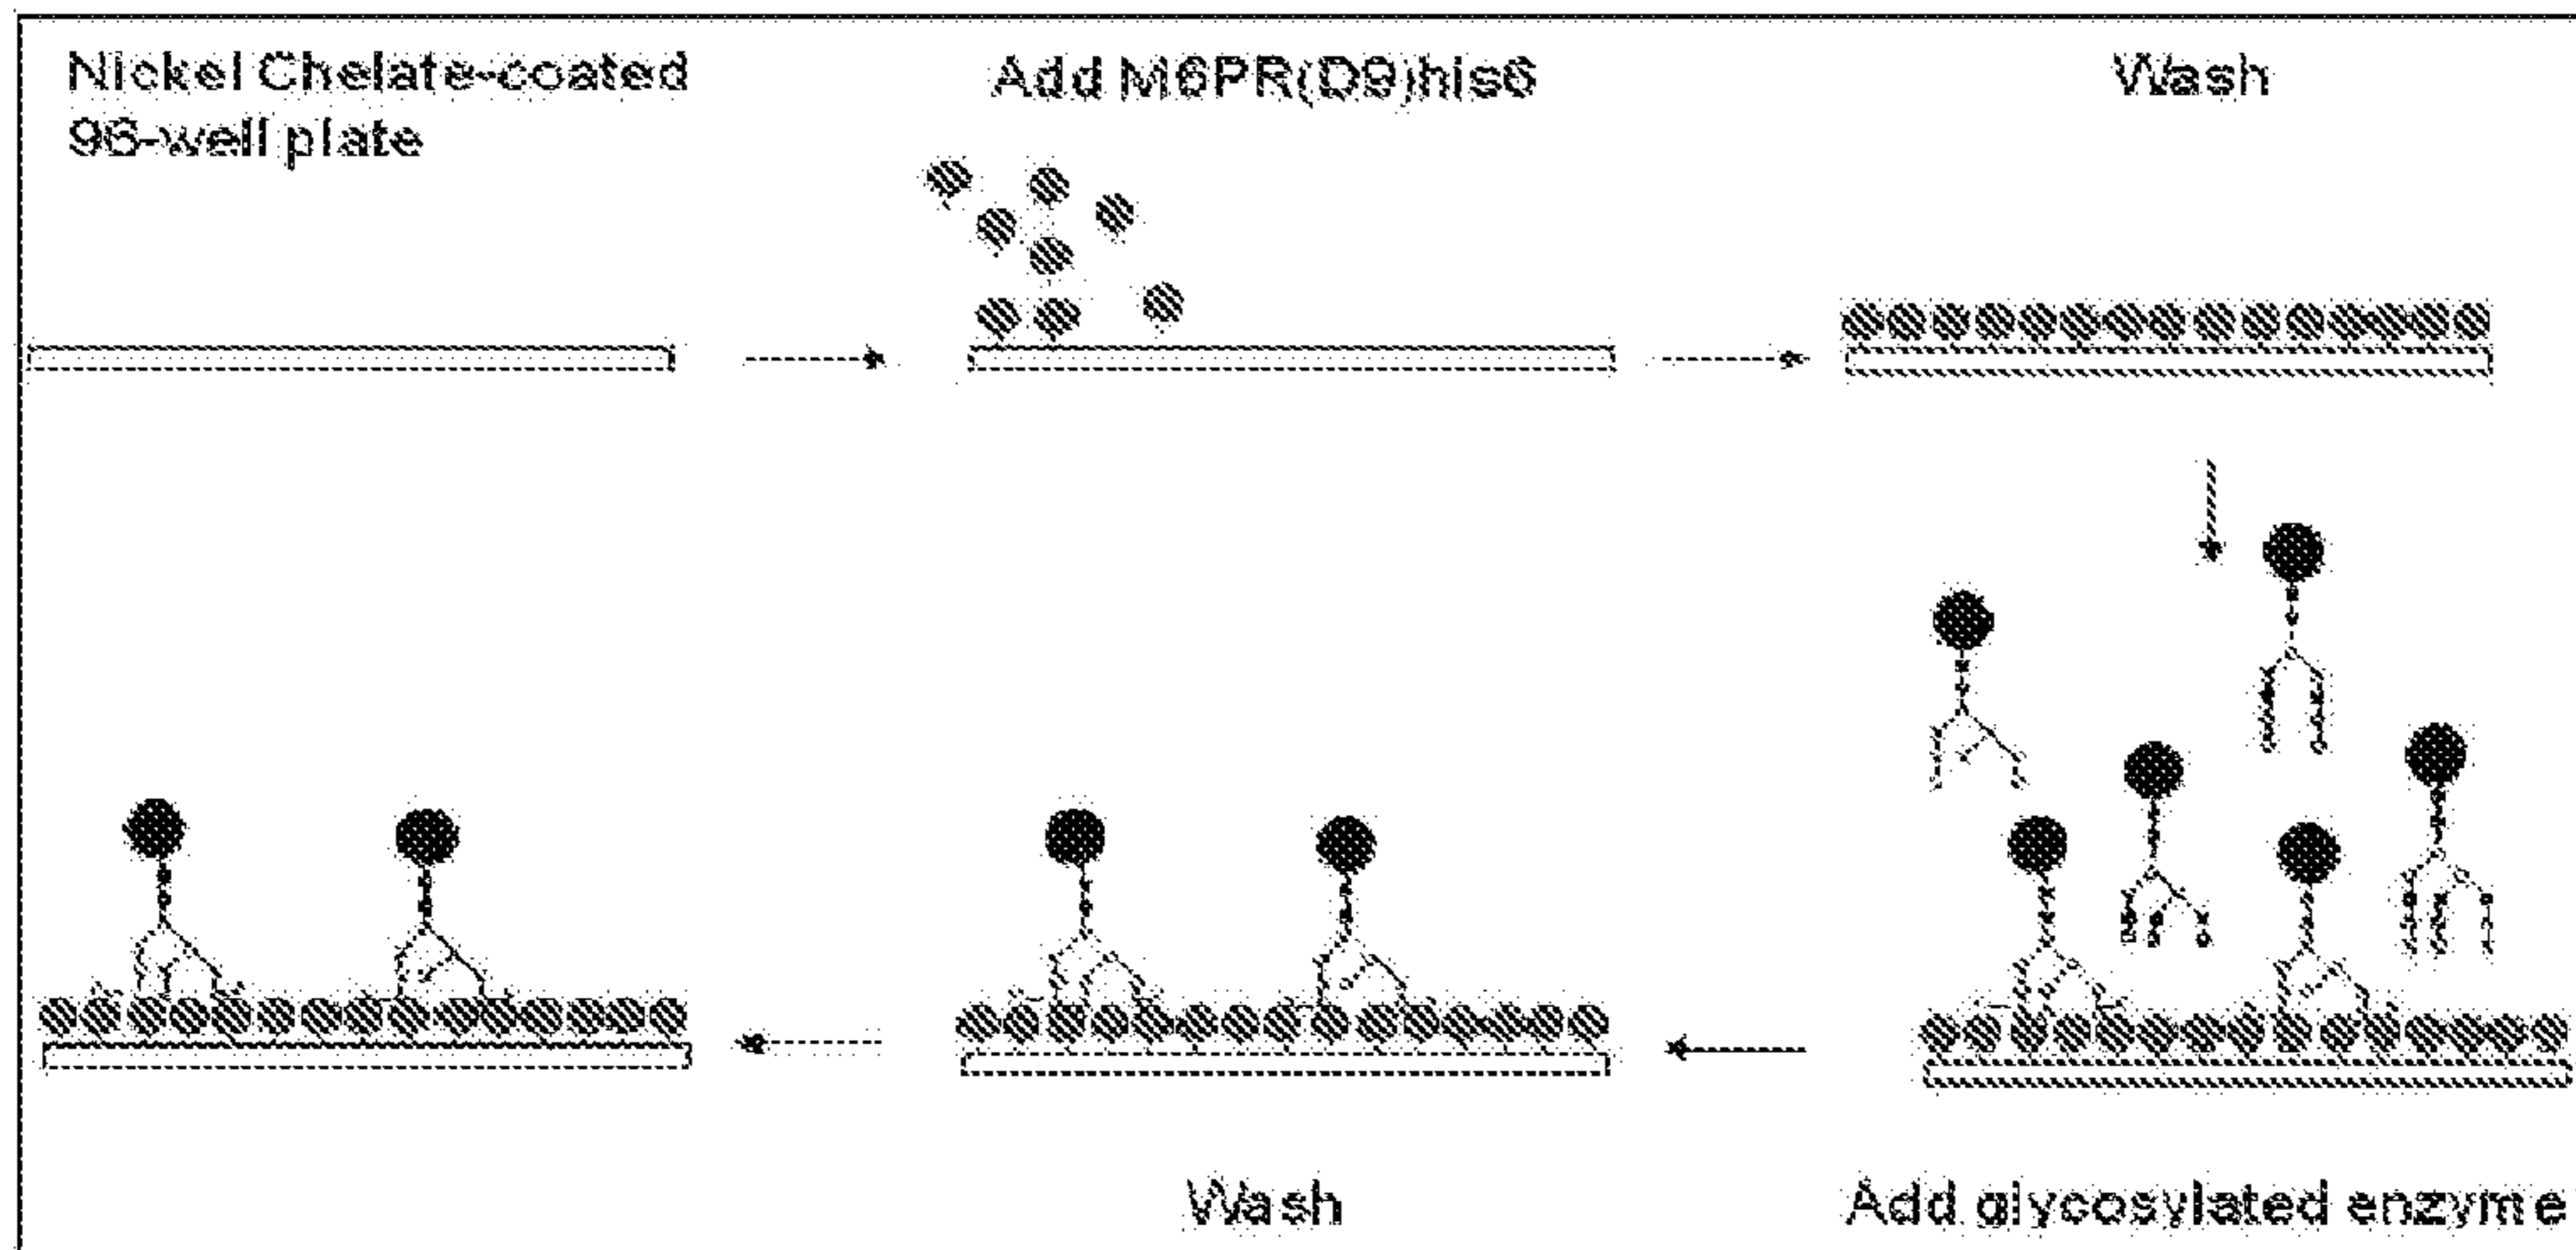 Nickel Chelate-coated
96-well plate
Add M6PR(D9)his6
Wash
Wash
Add glycosylated enzyme